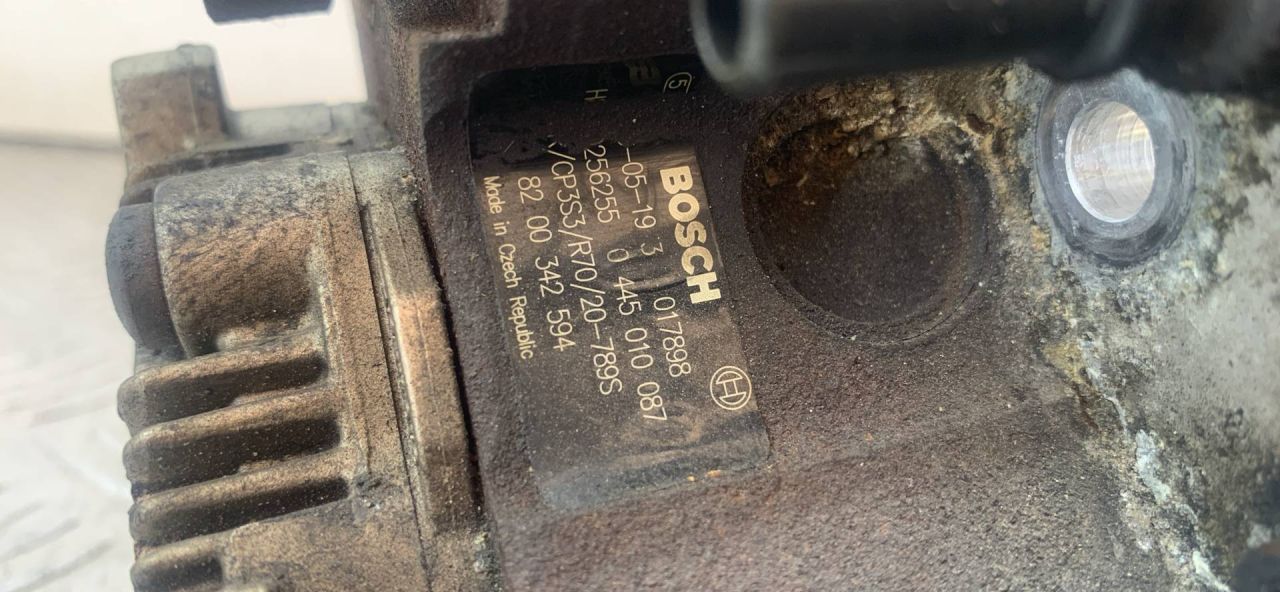 BOSCH
-05-19 3 017898
256255 0 445 010 087
/CP3S3/R70/20-789S
82 00 342 594
Made in Czech Republic
H
5